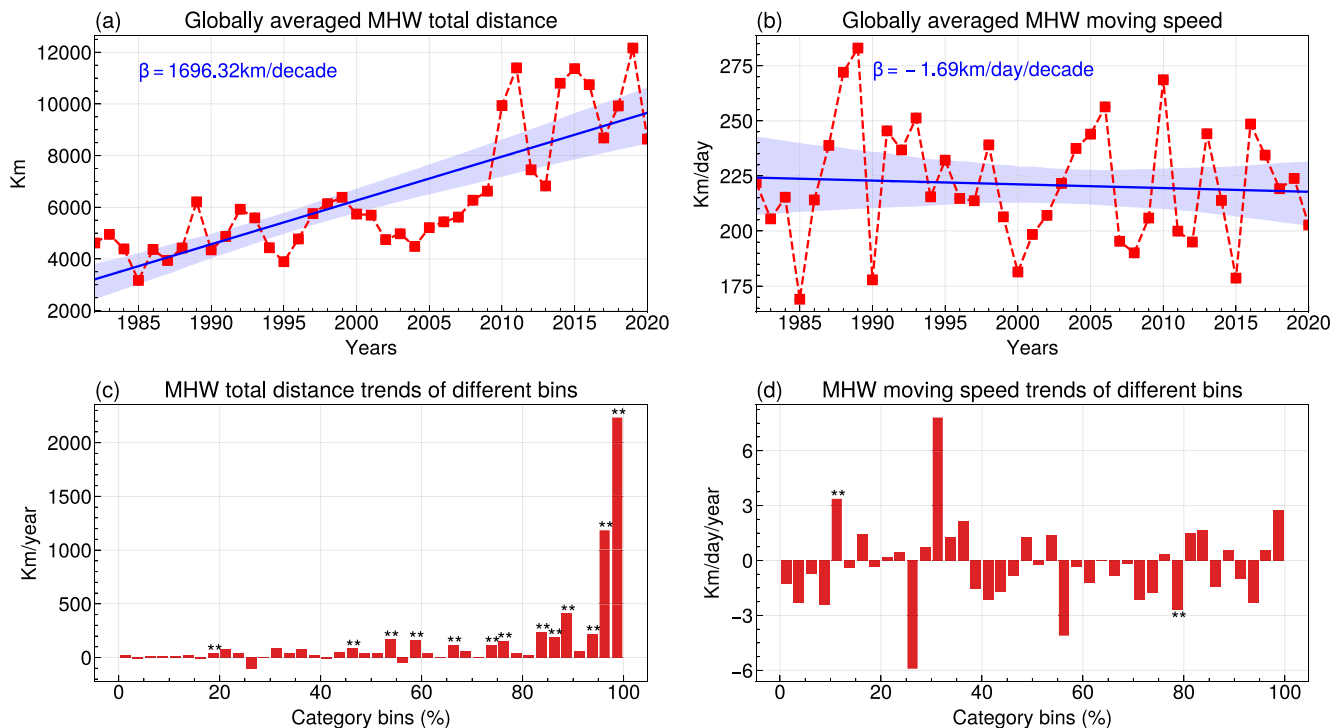 (a) Globally averaged MHW total distance
β = 1696.32km/decade
Km
12000
10000
8000
6000
4000
2000
1985 1990 1995 2000 2005 2010 2015 2020
Years
(b) Globally averaged MHW moving speed
β = − 1.69km/day/decade
Km/day
275
250
225
200
175
1985 1990 1995 2000 2005 2010 2015 2020
Years
(c) MHW total distance trends of different bins
Km/year
2000
1500
1000
500
0
** ** ** ** ** ** ** ** ** ** ** ** **
0 20 40 60 80 100
Category bins (%)
(d) MHW moving speed trends of different bins
Km/day/year
6
3
0
-3
-6
** **
0 20 40 60 80 100
Category bins (%)